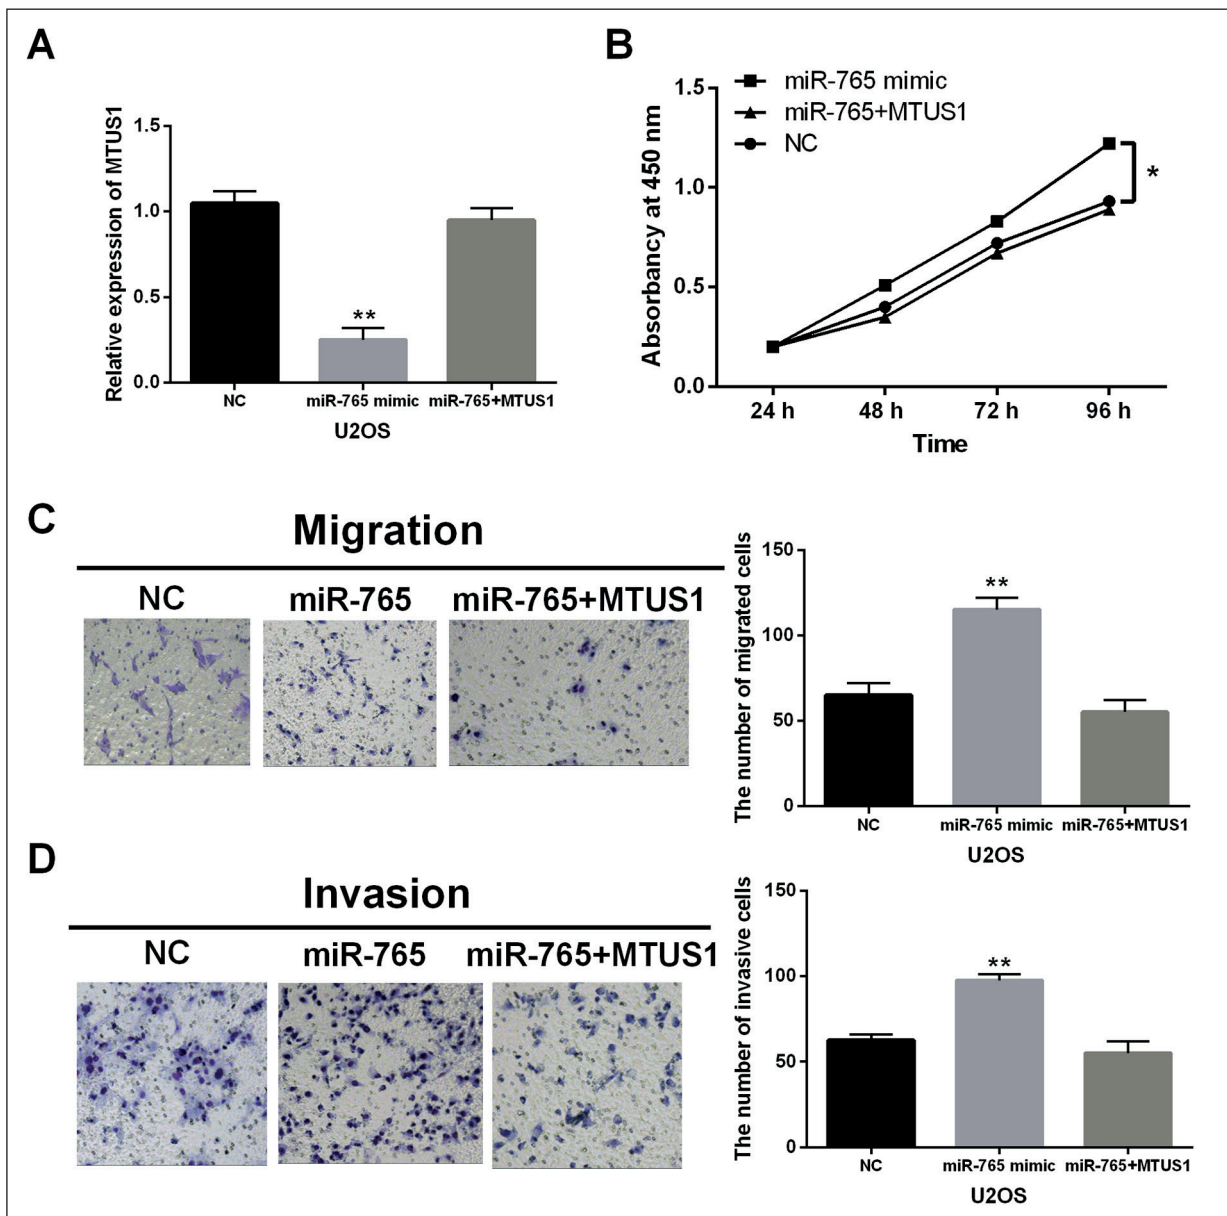 A
Relative expression of MTUS1
1.5
1.0
0.5
0.0
**
NC
miR-765 mimic
miR-765+MTUS1
U2OS
B
miR-765 mimic
miR-765+MTUS1
NC
Absorbancy at 450 nm
1.5
1.0
0.5
0.0
*
24 h
48 h
72 h
96 h
Time
C
Migration
NC
miR-765
miR-765+MTUS1
The number of migrated cells
150
100
50
0
**
NC
miR-765 mimic
miR-765+MTUS1
U2OS
D
Invasion
NC
miR-765
miR-765+MTUS1
The number of invasive cells
150
100
50
0
**
NC
miR-765 mimic
miR-765+MTUS1
U2OS